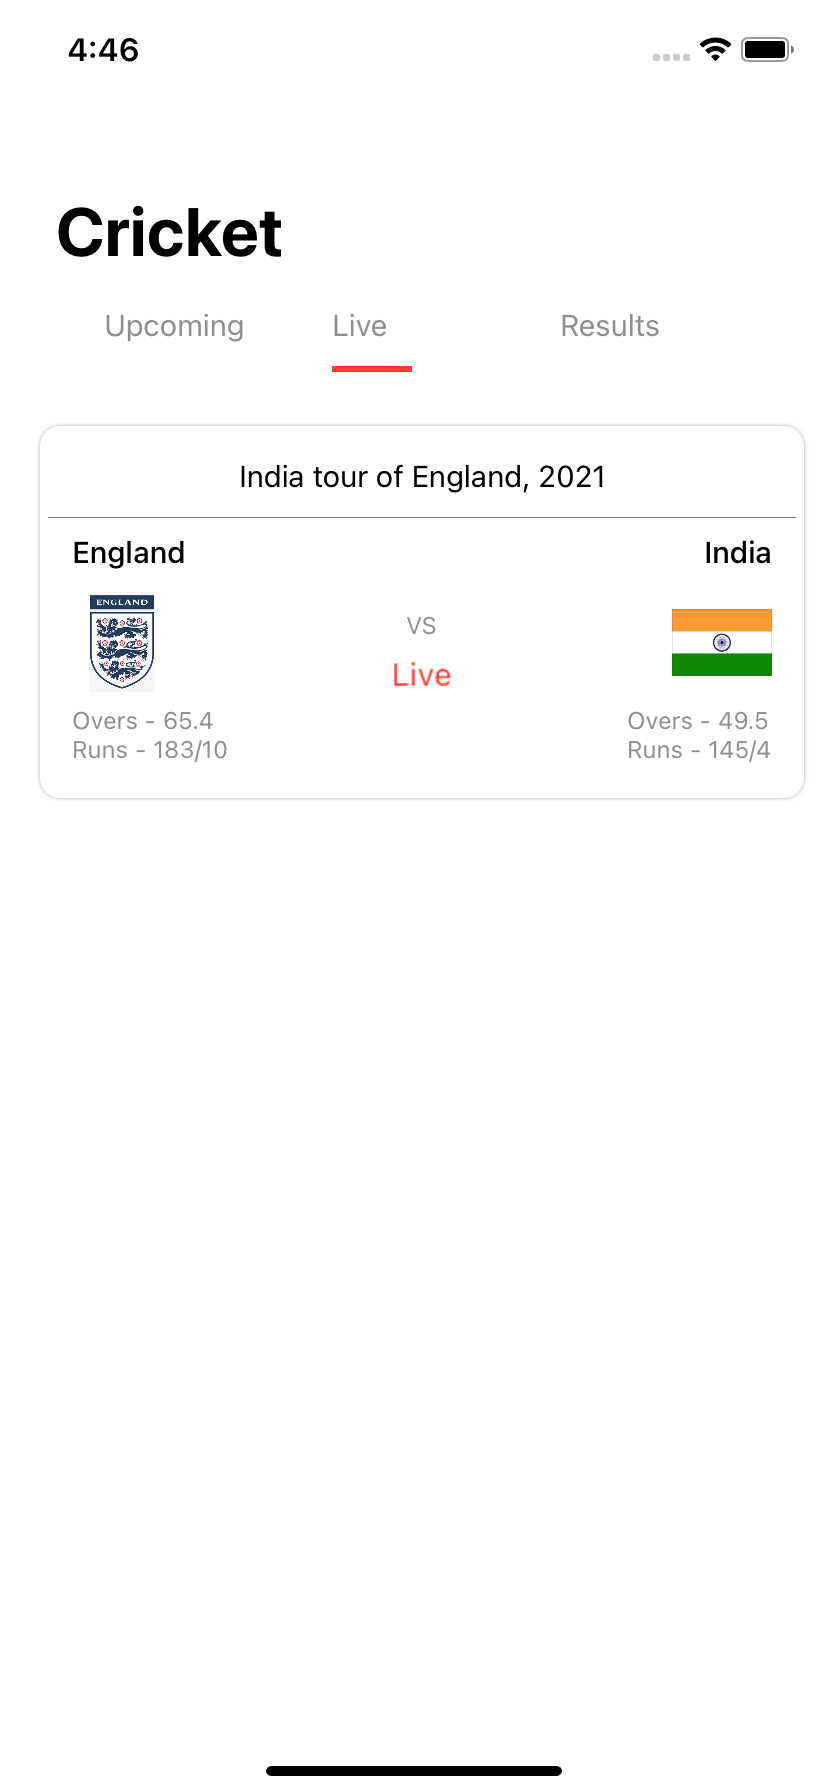 4:46
Cricket
Upcoming Live Results
India tour of England, 2021
England India
ENGLAND
VS
Live
Overs - 65.4 Overs - 49.5
Runs - 183/10 Runs - 145/4